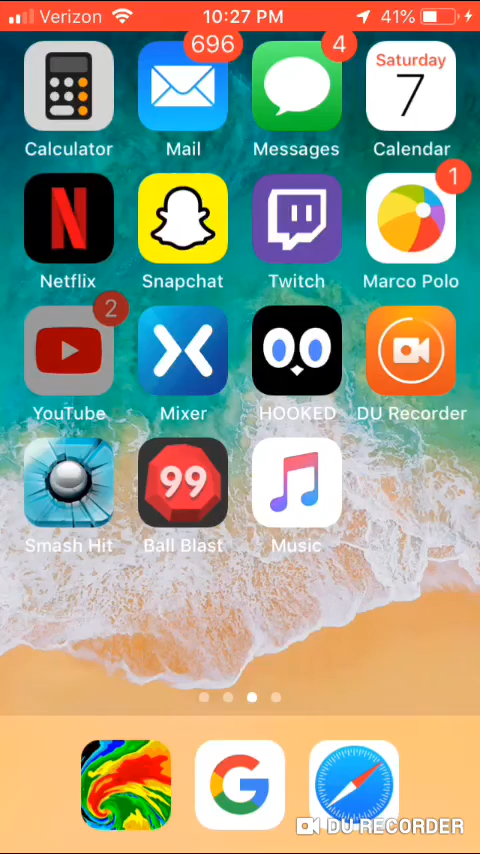 Verizon 10:27 PM 41%
696 4 Saturday
7
Calculator Mail Messages Calendar
1
Netflix Snapchat Twitch Marco Polo
2
YouTube Mixer HOOKED DU Recorder
99
Smash Hit Ball Blast Music
DU RECORDER